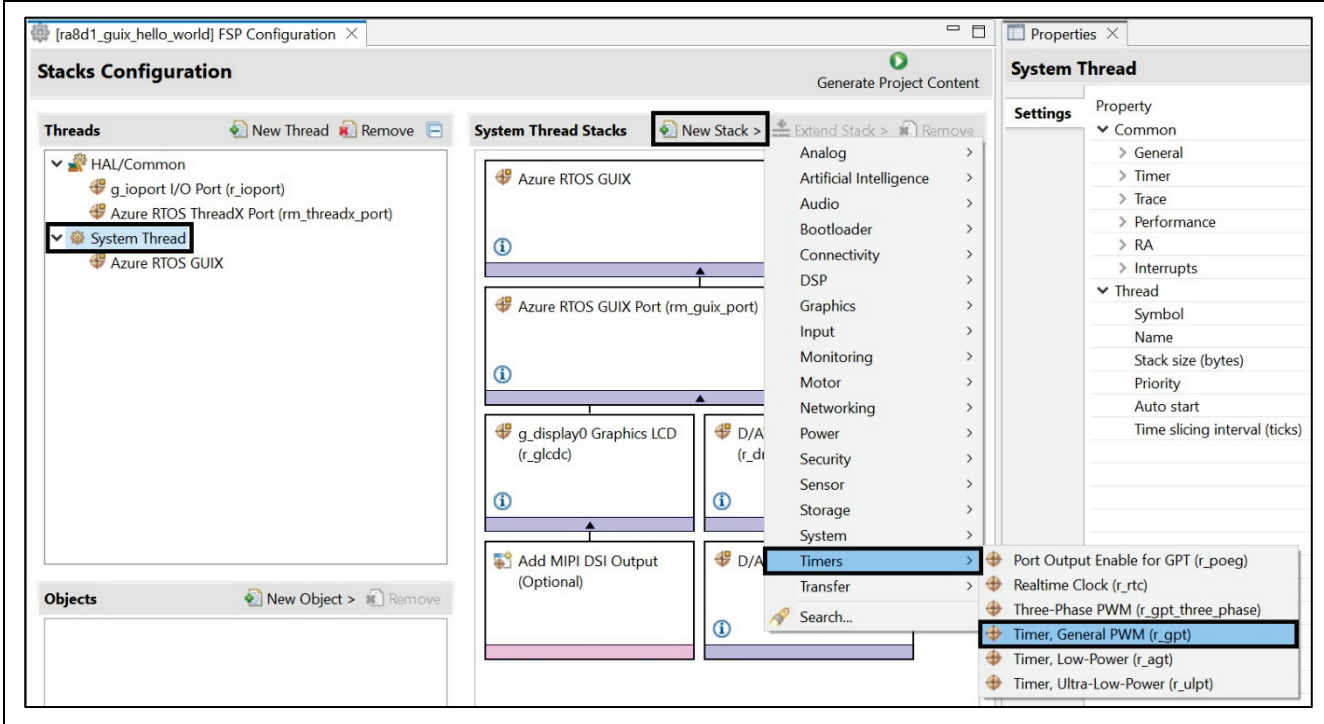 [ra8d1_guix_hello_world] FSP Configuration
Stacks Configuration
Generate Project Content
Threads
New Thread
Remove
HAL/Common
g_ioport I/O Port (r_ioport)
Azure RTOS ThreadX Port (rm_threadx_port)
System Thread
Azure RTOS GUIX
Objects
New Object >
Remove
System Thread Stacks
New Stack >
Extend Stack >
Remove
Azure RTOS GUIX
Azure RTOS GUIX Port (rm_guix_port)
g_display0 Graphics LCD
(r_glcdc)
D/A
Add MIPI DSI Output
(Optional)
D/A
Analog
Artificial Intelligence
Audio
Bootloader
Connectivity
DSP
Graphics
Input
Monitoring
Motor
Networking
Power
Security
Sensor
Storage
System
Timers
Transfer
Search...
Port Output Enable for GPT (r_poeg)
Realtime Clock (r_rtc)
Three-Phase PWM (r_gpt_three_phase)
Timer, General PWM (r_gpt)
Timer, Low-Power (r_agt)
Timer, Ultra-Low-Power (r_ulpt)
Properties
System Thread
Settings
Property
Common
General
Timer
Trace
Performance
RA
Interrupts
Thread
Symbol
Name
Stack size (bytes)
Priority
Auto start
Time slicing interval (ticks)